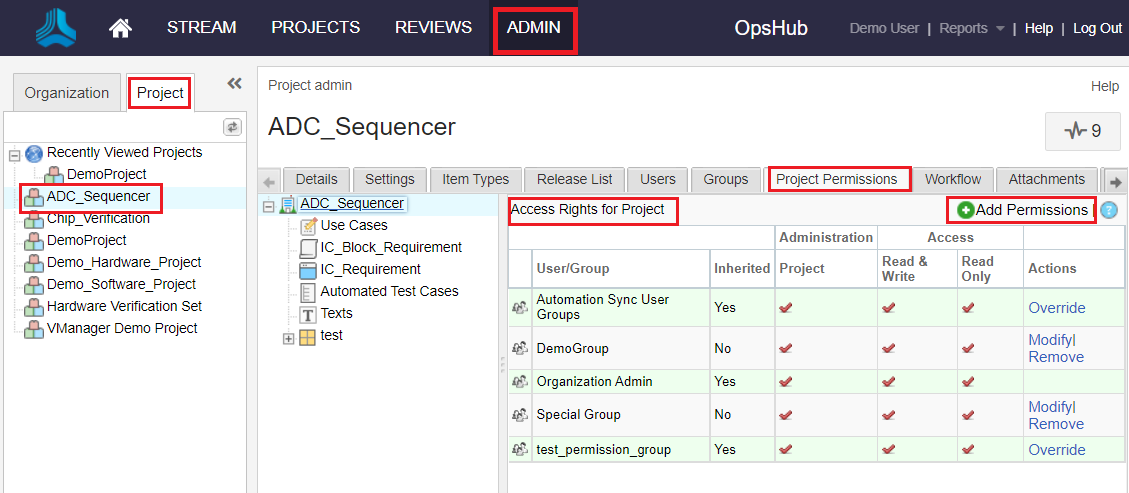 STREAM PROJECTS REVIEWS ADMIN OpsHub Demo User | Reports | Help | Log Out
Organization Project
Recently Viewed Projects
DemoProject
ADC_Sequencer
Chip_Verification
DemoProject
Demo_Hardware_Project
Demo_Software_Project
Hardware Verification Set
VManager Demo Project
Project admin Help
ADC_Sequencer 9
Details Settings Item Types Release List Users Groups Project Permissions Workflow Attachments
ADC_Sequencer
Use Cases
IC_Block_Requirement
IC_Requirement
Automated Test Cases
T Texts
test
Access Rights for Project Add Permissions | ?
Administration Access
User/Group Inherited Project Read & Write Read Only Actions
Automation Sync User Groups Yes Override
DemoGroup No Modify| Remove
Organization Admin Yes
Special Group No Modify| Remove
test_permission_group Yes Override